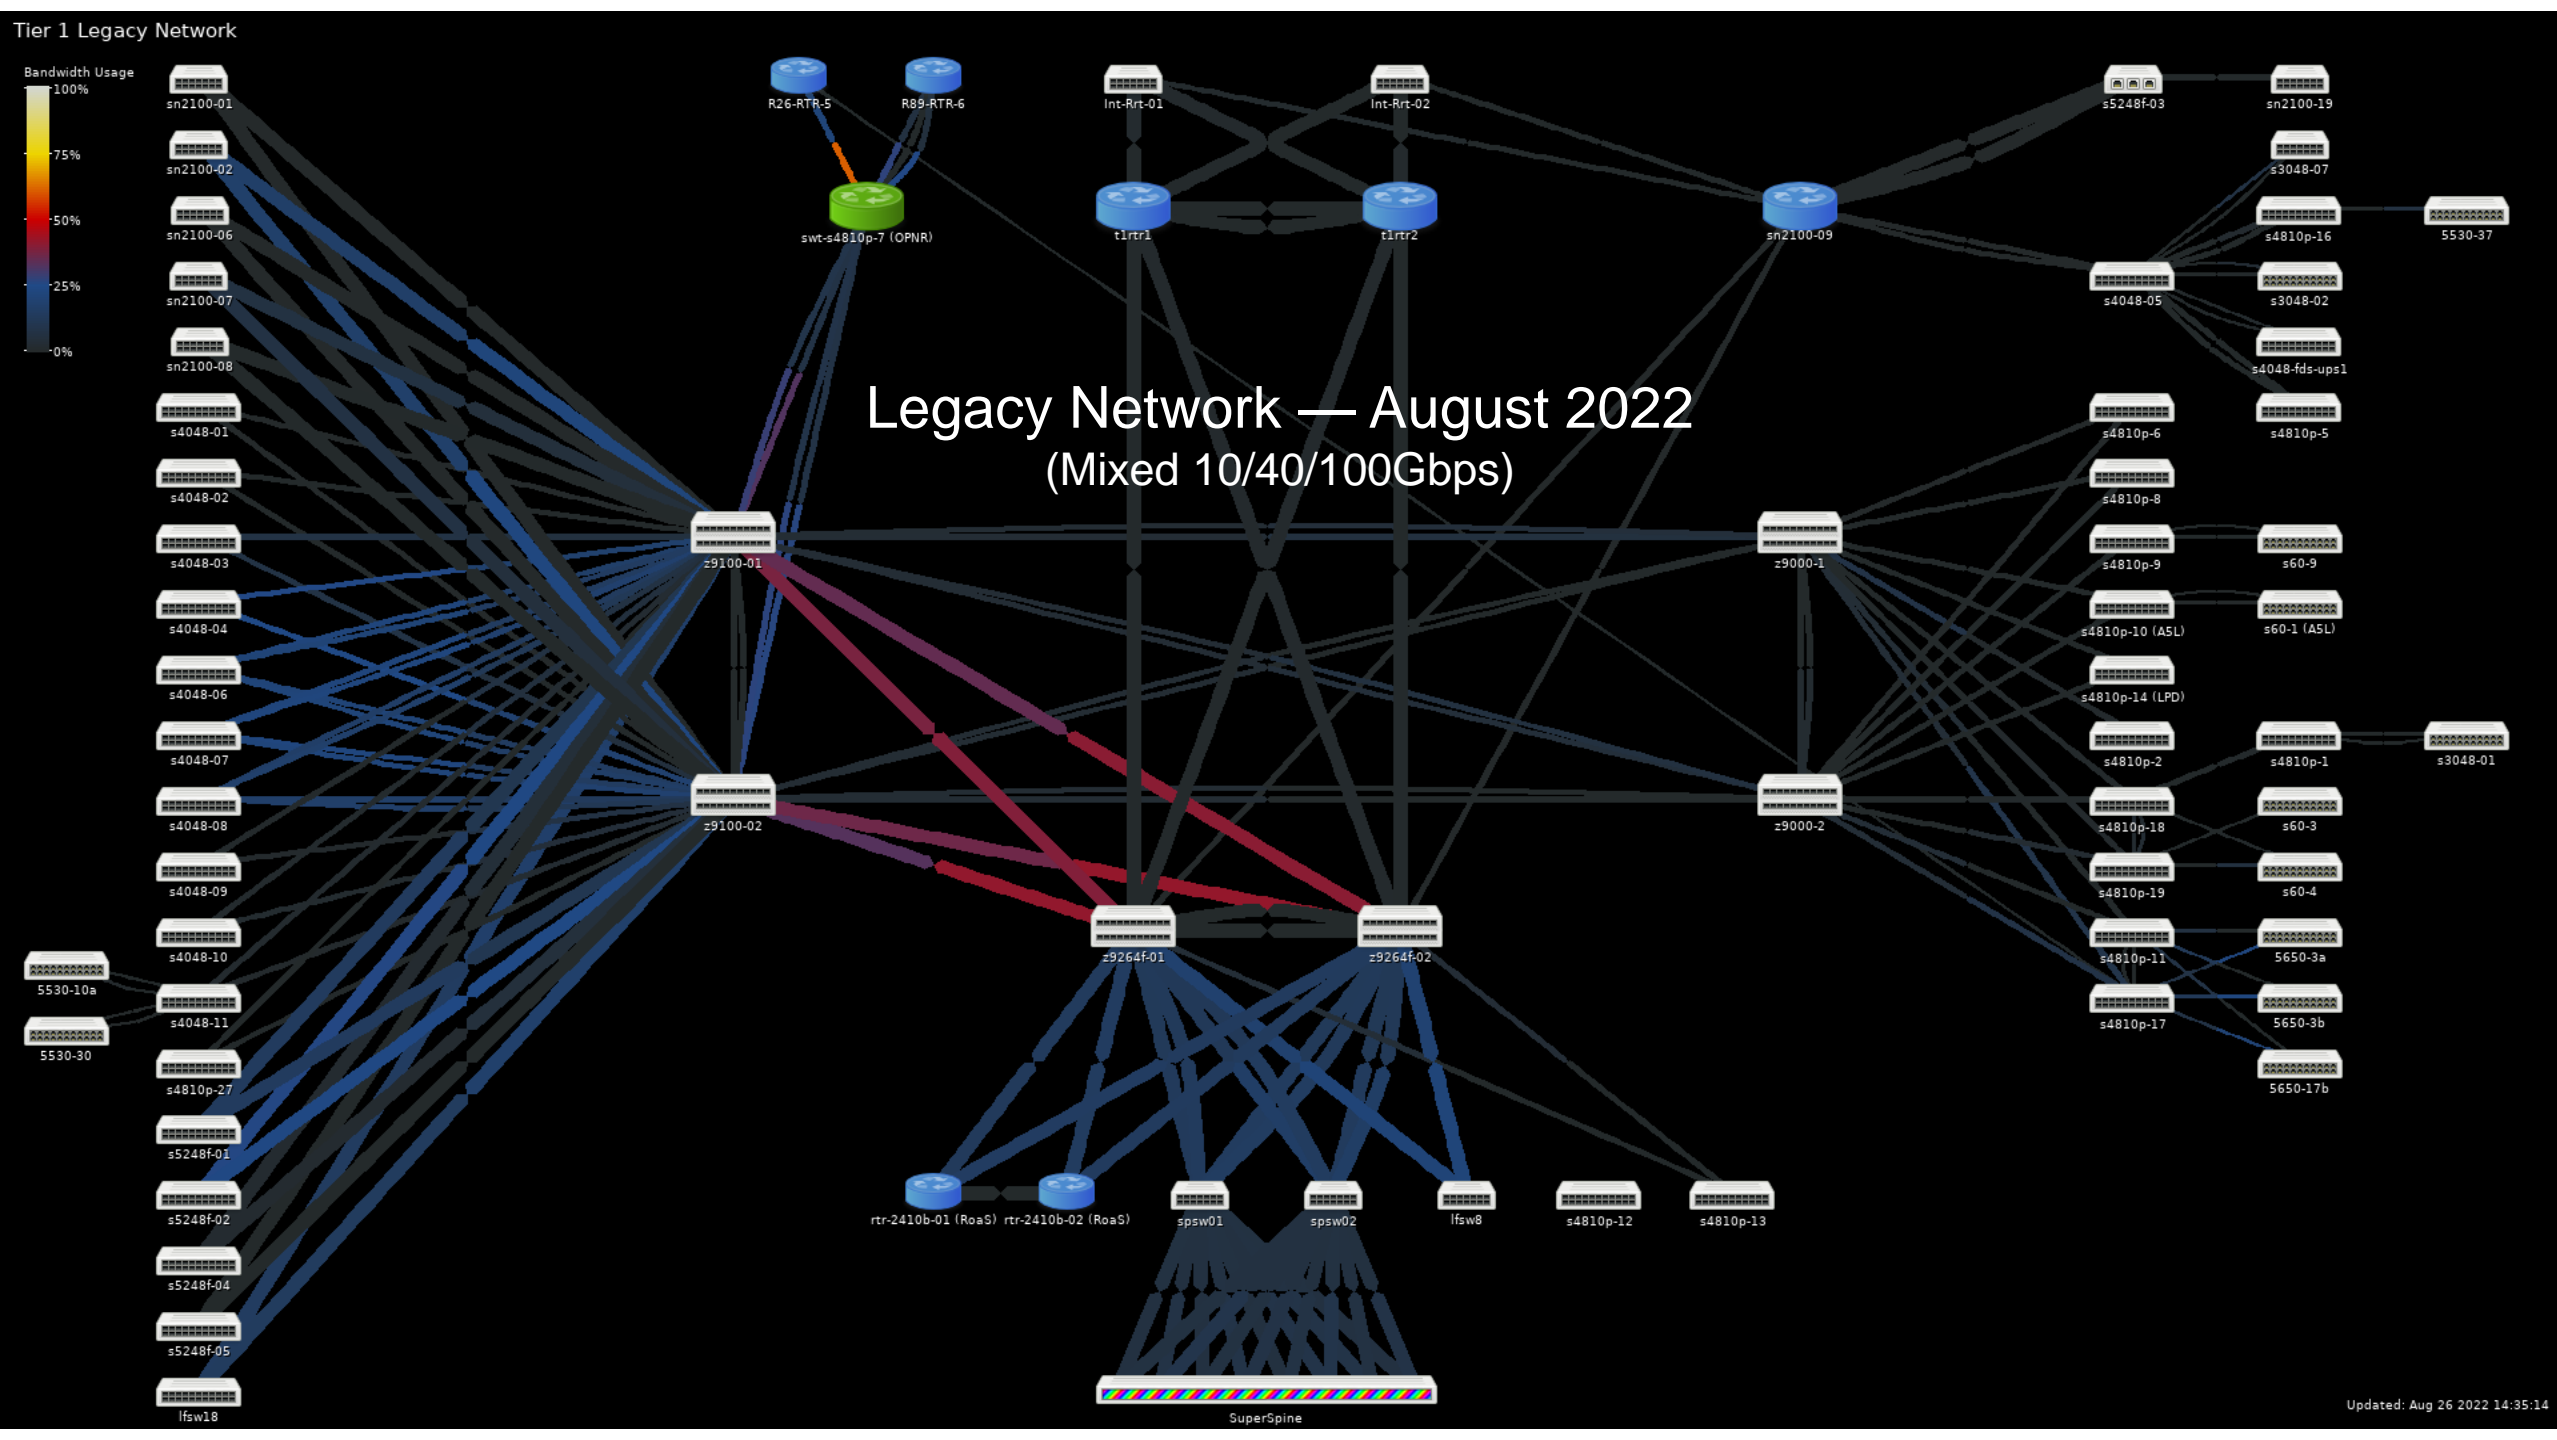 Tier 1 Legacy Network
Bandwidth Usage
100%
75%
50%
25%
0%
Legacy Network — August 2022
(Mixed 10/40/100Gbps)
sn2100-01
sn2100-02
sn2100-06
sn2100-07
sn2100-08
s4048-01
s4048-02
s4048-03
s4048-04
s4048-06
s4048-07
s4048-08
s4048-09
s4048-10
5530-10a
s4048-11
5530-30
s4810p-27
s5248f-01
s5248f-02
s5248f-04
s5248f-05
lfsw18
R26-RTR-5
R89-RTR-6
swt-s4810p-7 (OPNR)
z9100-01
z9100-02
Int-Rrt-01
Int-Rrt-02
t1rtr1
t1rtr2
z9264f-01
z9264f-02
rtr-2410b-01 (RoaS)
rtr-2410b-02 (RoaS)
spsw01
spsw02
lfsw8
s4810p-12
s4810p-13
SuperSpine
sn2100-09
z9000-1
z9000-2
s5248f-03
sn2100-19
s3048-07
s4810p-16
5530-37
s4048-05
s3048-02
s4048-fds-ups1
s4810p-6
s4810p-5
s4810p-8
s4810p-9
s60-9
s4810p-10 (A5L)
s60-1 (A5L)
s4810p-14 (LPD)
s4810p-2
s4810p-1
s3048-01
s4810p-18
s60-3
s4810p-19
s60-4
s4810p-11
5650-3a
s4810p-17
5650-3b
5650-17b
Updated: Aug 26 2022 14:35:14